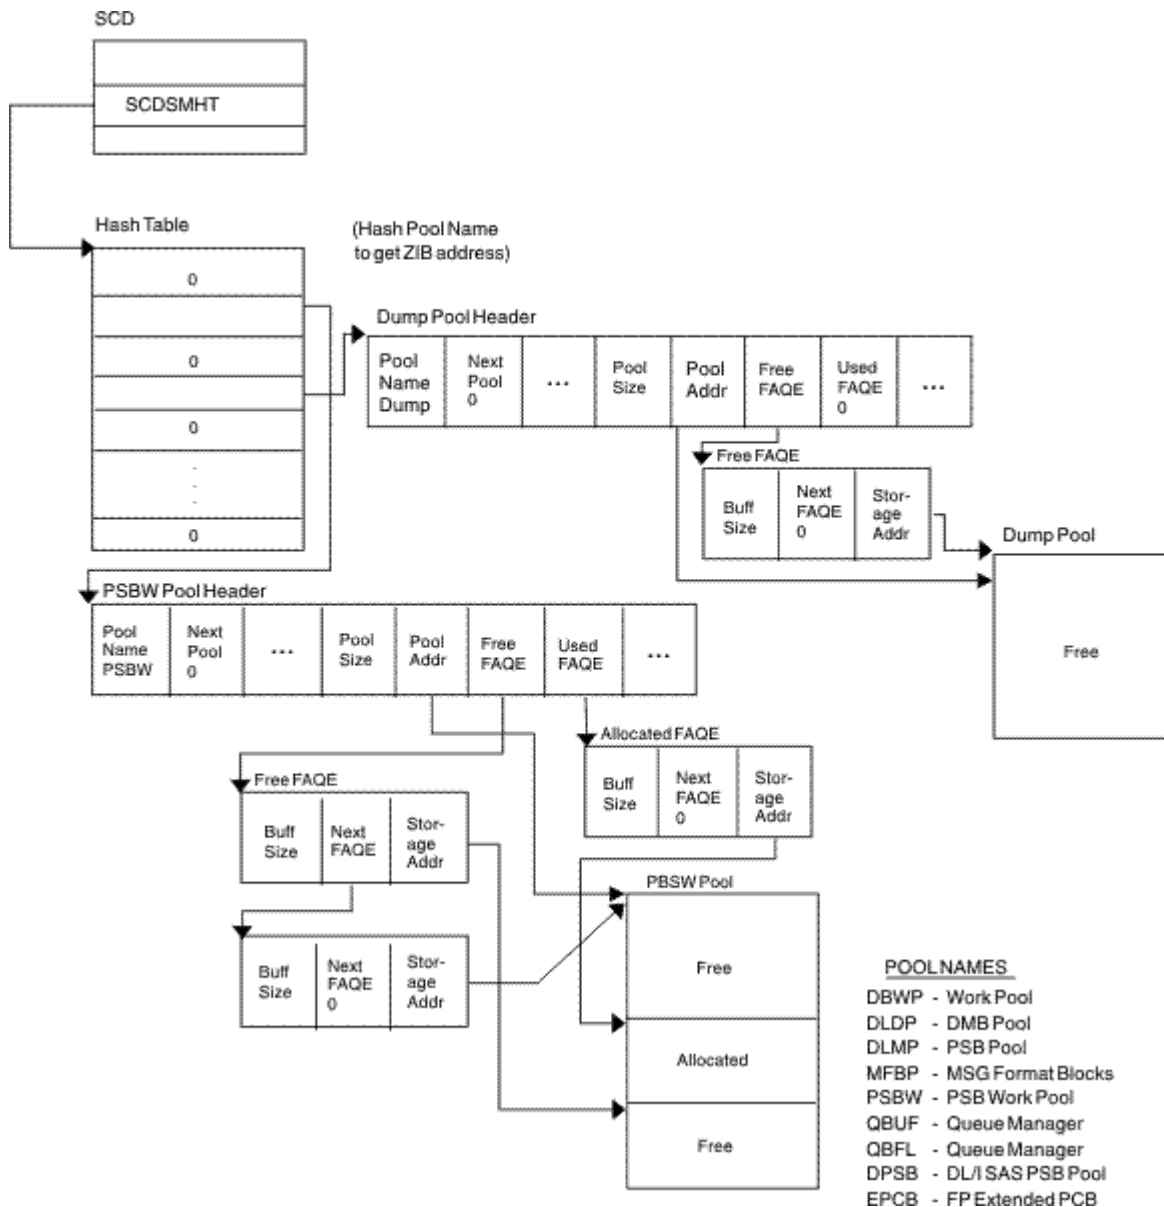 SCD
SCDSMHT
Hash Table
(Hash Pool Name
to get ZIB address)
0
0
0
.
.
.
0
Dump Pool Header
Pool
Name
Dump
Next
Pool
0
...
Pool
Size
Pool
Addr
Free
FAQE
Used
FAQE
0
...
Free FAQE
Buff
Size
Next
FAQE
0
Stor-
age
Addr
Dump Pool
Free
PSBW Pool Header
Pool
Name
PSBW
Next
Pool
0
...
Pool
Size
Pool
Addr
Free
FAQE
Used
FAQE
...
Allocated FAQE
Buff
Size
Next
FAQE
0
Stor-
age
Addr
Free FAQE
Buff
Size
Next
FAQE
Stor-
age
Addr
Buff
Size
Next
FAQE
0
Stor-
age
Addr
PBSW Pool
Free
Allocated
Free
POOL NAMES
DBWP - Work Pool
DLDP - DMB Pool
DLMP - PSB Pool
MFBP - MSG Format Blocks
PSBW - PSB Work Pool
QBUF - Queue Manager
QBFL - Queue Manager
DPSB - DL/I SAS PSB Pool
EPCB - FP Extended PCB